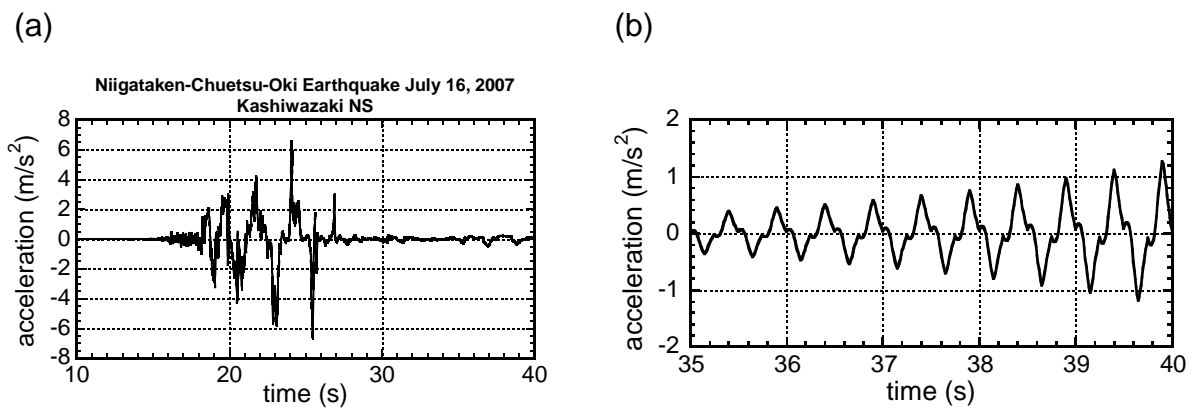 (a)
Niigataken-Chuetsu-Oki Earthquake July 16, 2007
Kashiwazaki NS
acceleration (m/s²)
8
6
4
2
0
-2
-4
-6
-8
10 20 30 40
time (s)
(b)
acceleration (m/s²)
2
1
0
-1
-2
35 36 37 38 39 40
time (s)